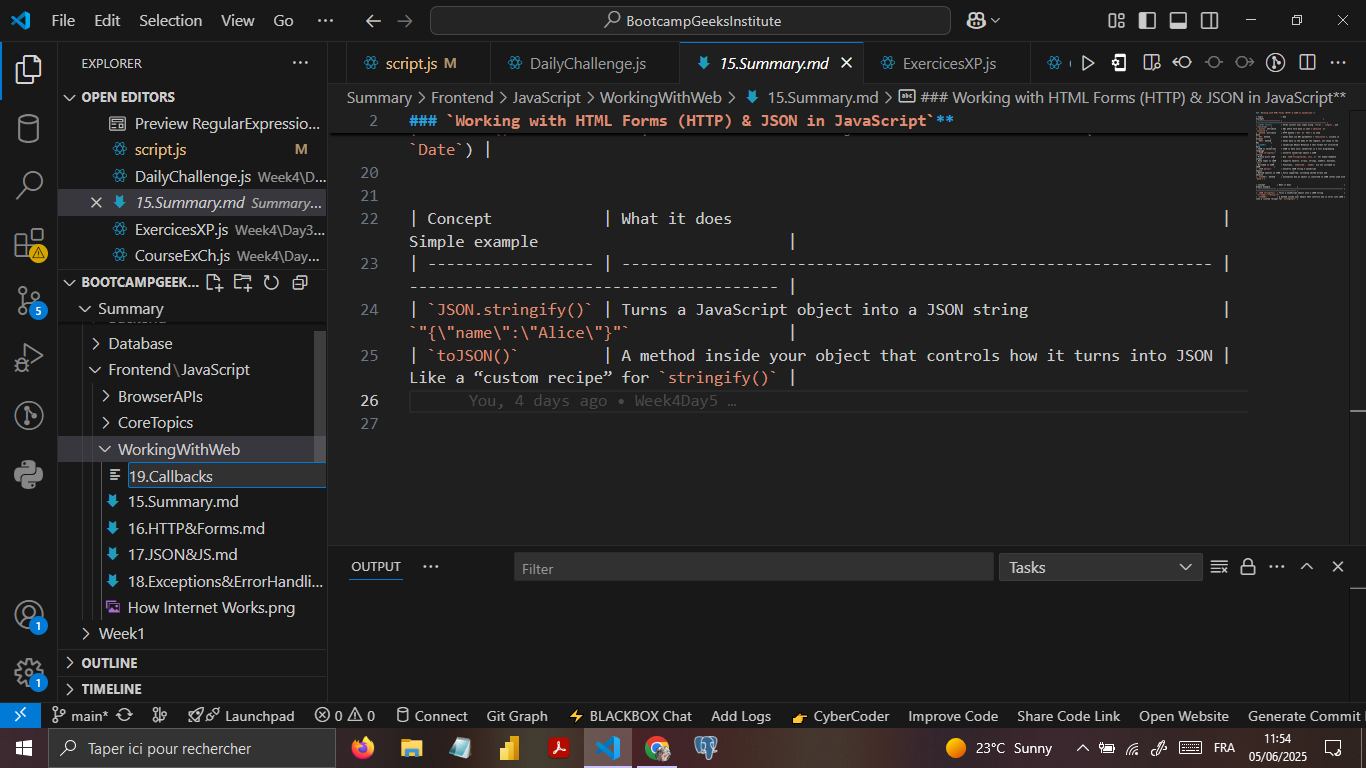 File Edit Selection View Go ··· BootcampGeeksInstitute
EXPLORER ···
OPEN EDITORS
Preview RegularExpressio...
script.js M
DailyChallenge.js Week4\D...
15.Summary.md Summary...
ExercicesXP.js Week4\Day3...
CourseExCh.js Week4\Day...
BOOTCAMPGEEK...
Summary
Database
Frontend\JavaScript
BrowserAPIs
CoreTopics
WorkingWithWeb
19.Callbacks
15.Summary.md
16.HTTP&Forms.md
17.JSON&JS.md
18.Exceptions&ErrorHandli...
How Internet Works.png
Week1
OUTLINE
TIMELINE
5
1
1
script.js M DailyChallenge.js 15.Summary.md ExercicesXP.js
Summary > Frontend > JavaScript > WorkingWithWeb > 15.Summary.md > ### Working with HTML Forms (HTTP) & JSON in JavaScript**
2 ### `Working with HTML Forms (HTTP) & JSON in JavaScript`**
`Date`) |
20
21
22 | Concept | What it does |
Simple example |
23 | ------------------ | --------------------------------------------------------------- |
--------------------------------------- |
24 | `JSON.stringify()` | Turns a JavaScript object into a JSON string |
`"{\"name\":\"Alice\"}"` |
25 | `toJSON()` | A method inside your object that controls how it turns into JSON |
Like a “custom recipe” for `stringify()` |
26 You, 4 days ago • Week4Day5 …
27
OUTPUT ··· Filter Tasks
main* Launchpad 0 0 Connect Git Graph BLACKBOX Chat Add Logs CyberCoder Improve Code Share Code Link Open Website Generate Commit
Taper ici pour rechercher 23°C Sunny FRA 11:54
05/06/2025